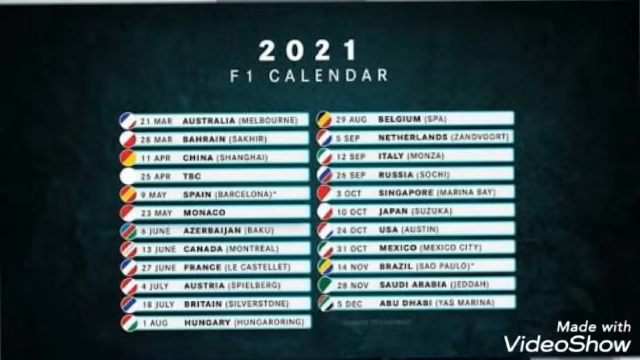 2021
F1 CALENDAR
21 MAR AUSTRALIA (MELBOURNE)
28 MAR BAHRAIN (SAKHIR)
11 APR CHINA (SHANGHAI)
25 APR TBC
9 MAY SPAIN (BARCELONA)*
23 MAY MONACO
6 JUNE AZERBAIJAN (BAKU)
13 JUNE CANADA (MONTREAL)
27 JUNE FRANCE (LE CASTELLET)
4 JULY AUSTRIA (SPIELBERG)
18 JULY BRITAIN (SILVERSTONE)
1 AUG HUNGARY (HUNGARORING)
29 AUG BELGIUM (SPA)
5 SEP NETHERLANDS (ZANDVOORT)
12 SEP ITALY (MONZA)
26 SEP RUSSIA (SOCHI)
3 OCT SINGAPORE (MARINA BAY)
10 OCT JAPAN (SUZUKA)
24 OCT USA (AUSTIN)
31 OCT MEXICO (MEXICO CITY)
14 NOV BRAZIL (SAO PAULO)*
28 NOV SAUDI ARABIA (JEDDAH)
5 DEC ABU DHABI (YAS MARINA)
Made with
VideoShow